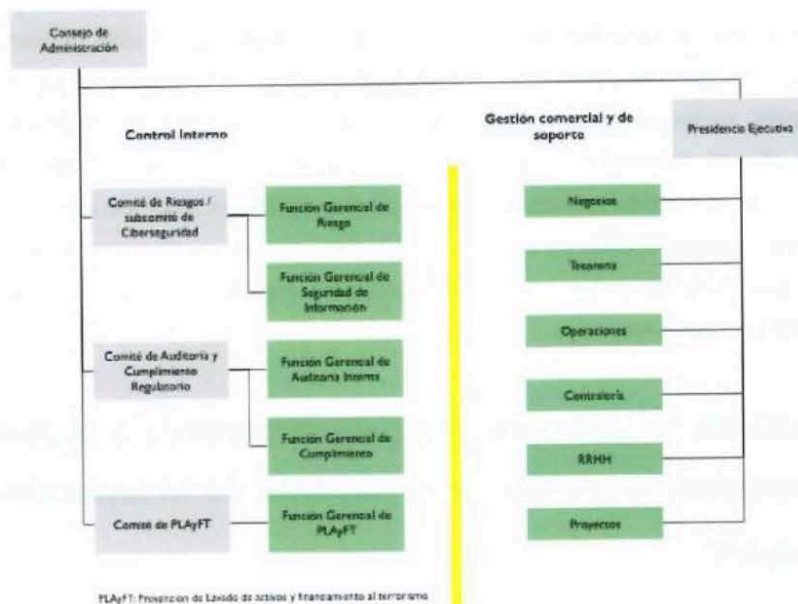 Consejo de
Administración
Control Interno
Gestión comercial y de
soporte
Presidencia Ejecutiva
Comité de Riesgos /
subcomité de
Ciberseguridad
Función Gerencial de
Riesgo
Función Gerencial de
Seguridad de
Información
Comité de Auditoría y
Cumplimiento
Regulatorio
Función Gerencial de
Auditoria Interna
Función Gerencial de
Cumplimiento
Comité de PLAyFT
Función Gerencial de
PLAyFT
Negocios
Tesorería
Operaciones
Contraloría
RRHH
Proyectos
PLAyFT: Prevención de Lavado de activos y financiamiento al terrorismo